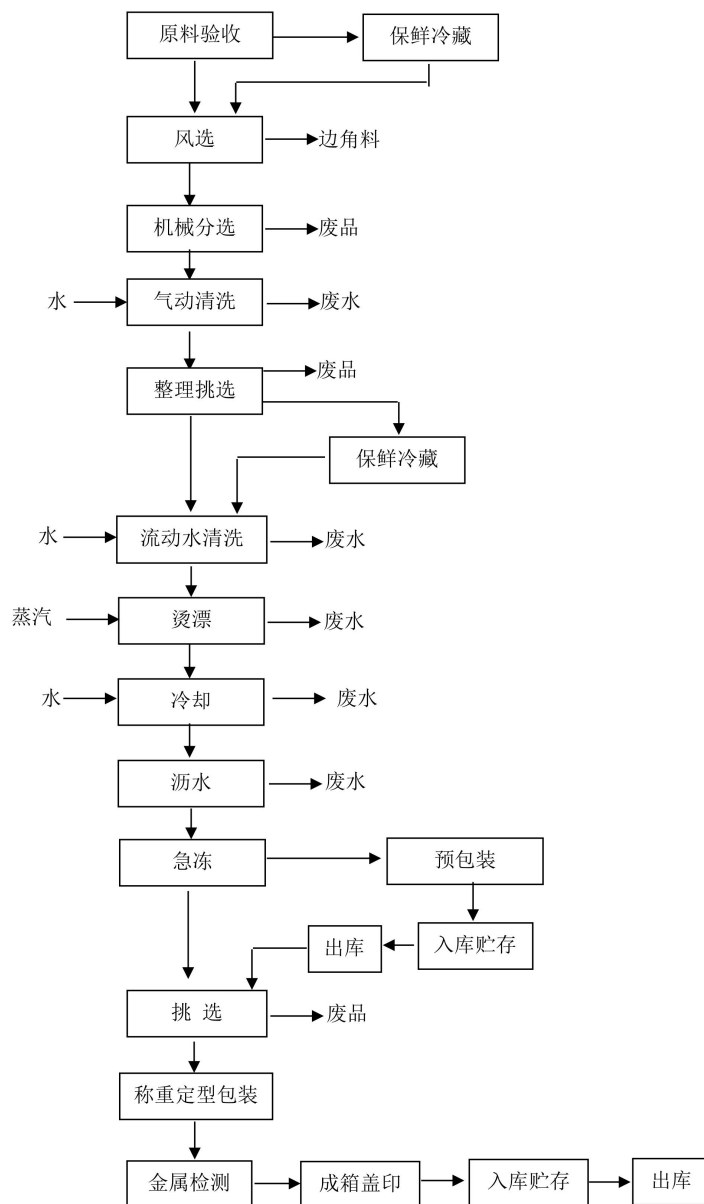 原料验收
保鲜冷藏
风选
边角料
机械分选
废品
水
气动清洗
废水
废品
整理挑选
保鲜冷藏
水
流动水清洗
废水
蒸汽
烫漂
废水
水
冷却
废水
沥水
废水
急冻
预包装
出库
入库贮存
挑 选
废品
称重定型包装
金属检测
成箱盖印
入库贮存
出库